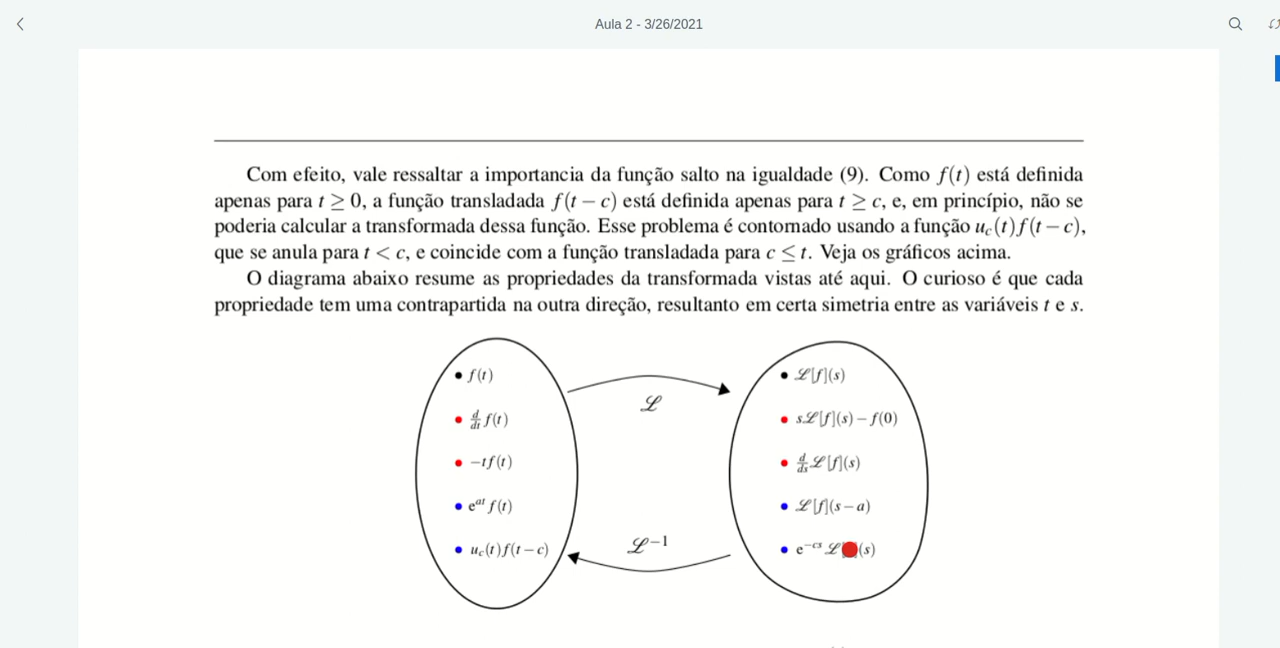 Aula 2 - 3/26/2021
Com efeito, vale ressaltar a importancia da função salto na igualdade (9). Como f(t) está definida
apenas para t ≥ 0, a função transladada f(t − c) está definida apenas para t ≥ c, e, em princípio, não se
poderia calcular a transformada dessa função. Esse problema é contornado usando a função u_c(t)f(t − c),
que se anula para t < c, e coincide com a função transladada para c ≤ t. Veja os gráficos acima.
O diagrama abaixo resume as propriedades da transformada vistas até aqui. O curioso é que cada
propriedade tem uma contrapartida na outra direção, resultanto em certa simetria entre as variáveis t e s.
• f(t)
• d/dt f(t)
• −tf(t)
• e^{at} f(t)
• u_c(t)f(t − c)
ℒ
ℒ^{−1}
• ℒ[f](s)
• sℒ[f](s) − f(0)
• d/ds ℒ[f](s)
• ℒ[f](s − a)
• e^{−cs} ℒ (s)